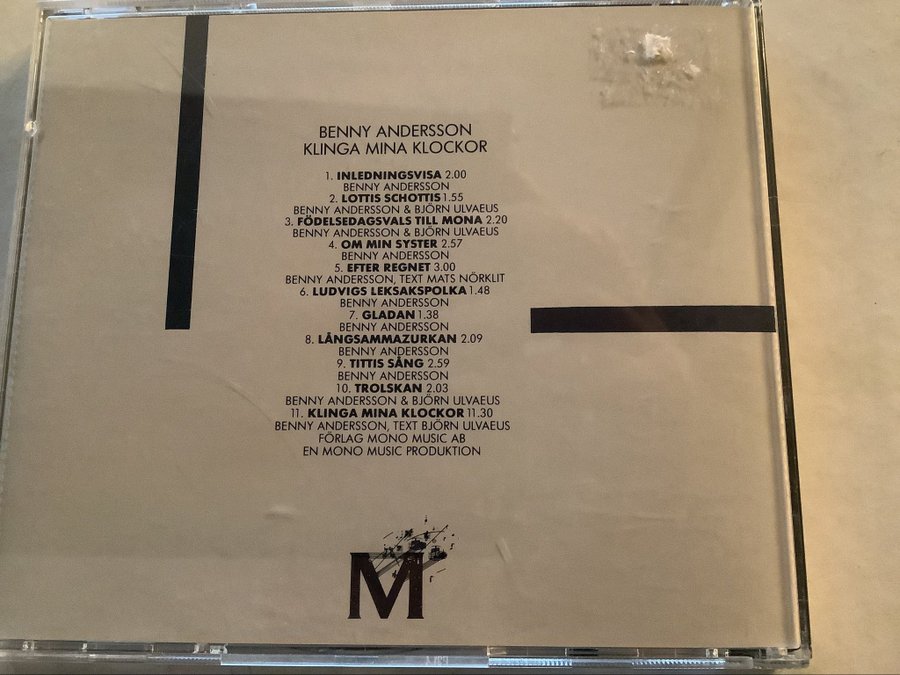 BENNY ANDERSSON
KLINGA MINA KLOCKOR
1. INLEDNINGSVISA 2.00
BENNY ANDERSSON
2. LOTTIS SCHOTTIS 1.55
BENNY ANDERSSON & BJÖRN ULVAEUS
3. FÖDELSEDAGSVALS TILL MONA 2.20
BENNY ANDERSSON & BJÖRN ULVAEUS
4. OM MIN SYSTER 2.57
BENNY ANDERSSON
5. EFTER REGNET 3.00
BENNY ANDERSSON, TEXT MATS NÖRKLIT
6. LUDVIGS LEKSAKSPOLKA 1.48
BENNY ANDERSSON
7. GLADAN 1.38
BENNY ANDERSSON
8. LÅNGSAMMAZURKAN 2.09
BENNY ANDERSSON
9. TITTIS SÅNG 2.59
BENNY ANDERSSON
10. TROLSKAN 2.03
BENNY ANDERSSON & BJÖRN ULVAEUS
11. KLINGA MINA KLOCKOR 11.30
BENNY ANDERSSON, TEXT BJÖRN ULVAEUS
FÖRLAG MONO MUSIC AB
EN MONO MUSIC PRODUKTION
M